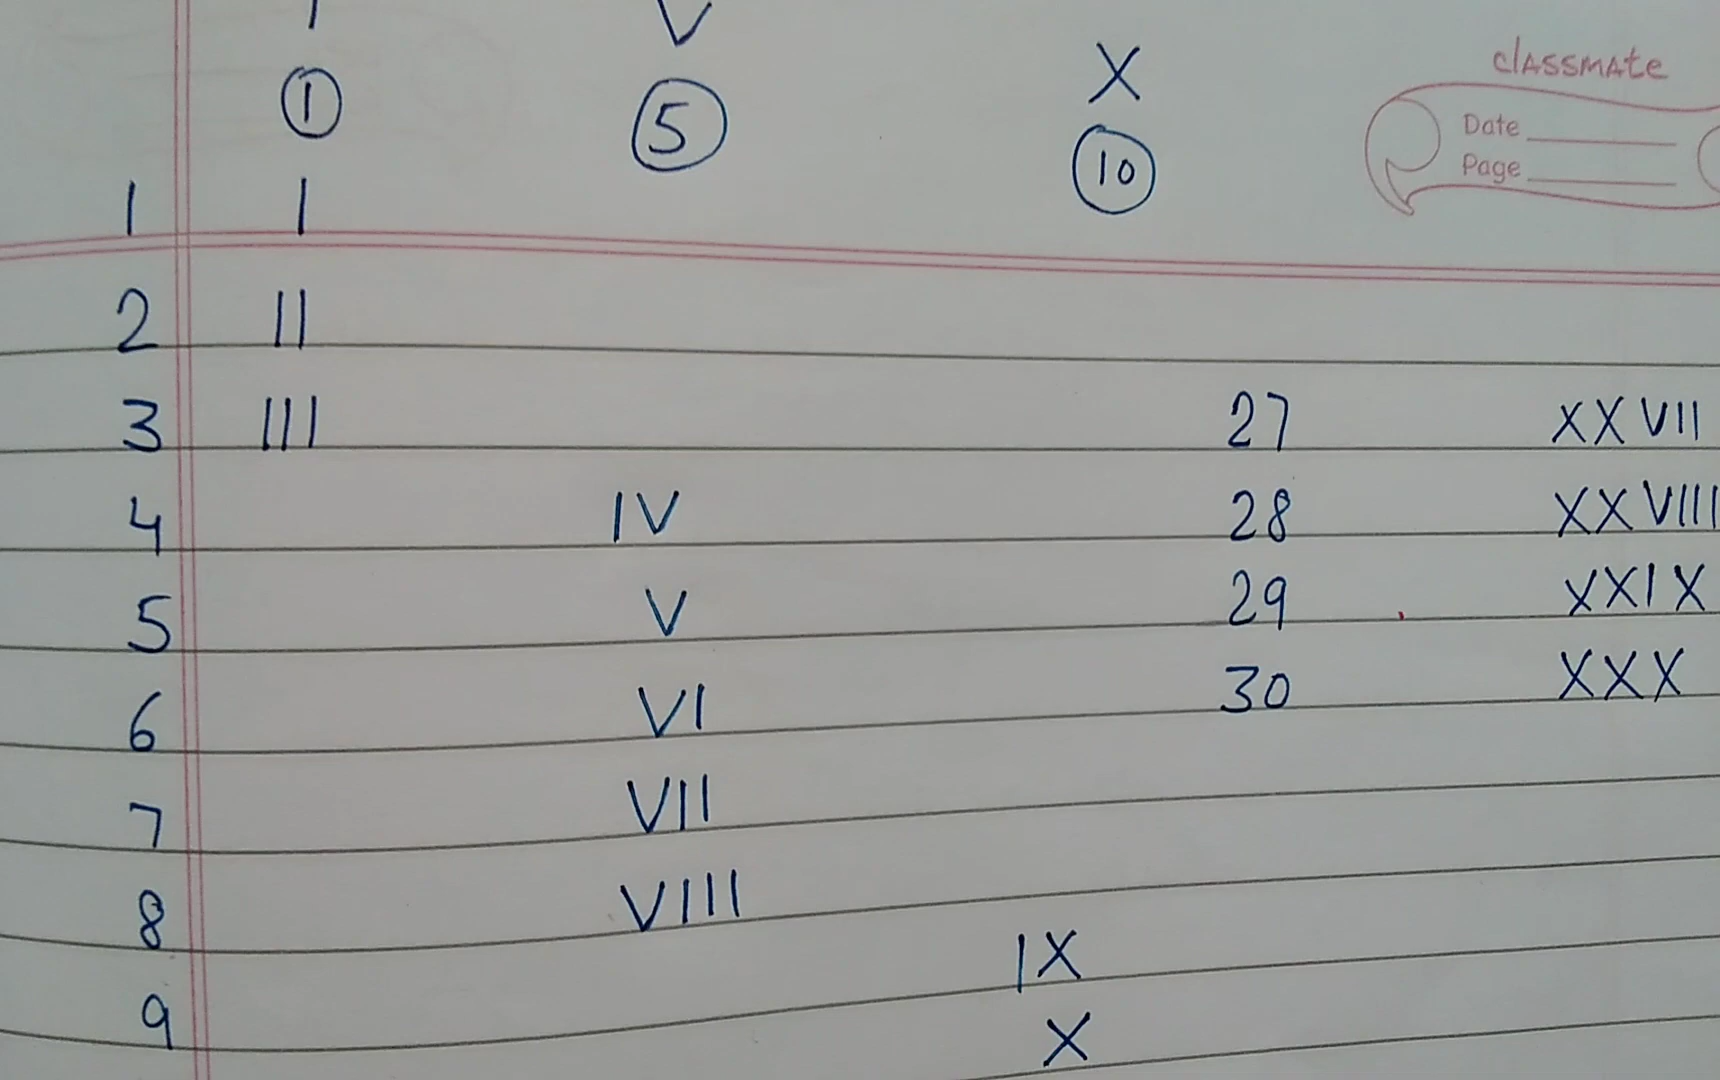 I V
X
classmate
① ⑤
Date
⑩
Page
1 I
2 II
3 III 27 XXVII
4 IV 28 XXVIII
5 V 29 XXIX
6 VI 30 XXX
7 VII
8 VIII
9 IX
X